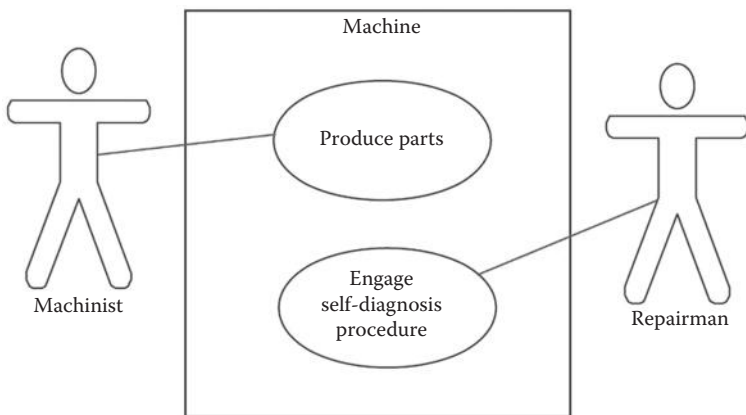 Machine
Produce parts
Engage
self-diagnosis
procedure
Machinist
Repairman